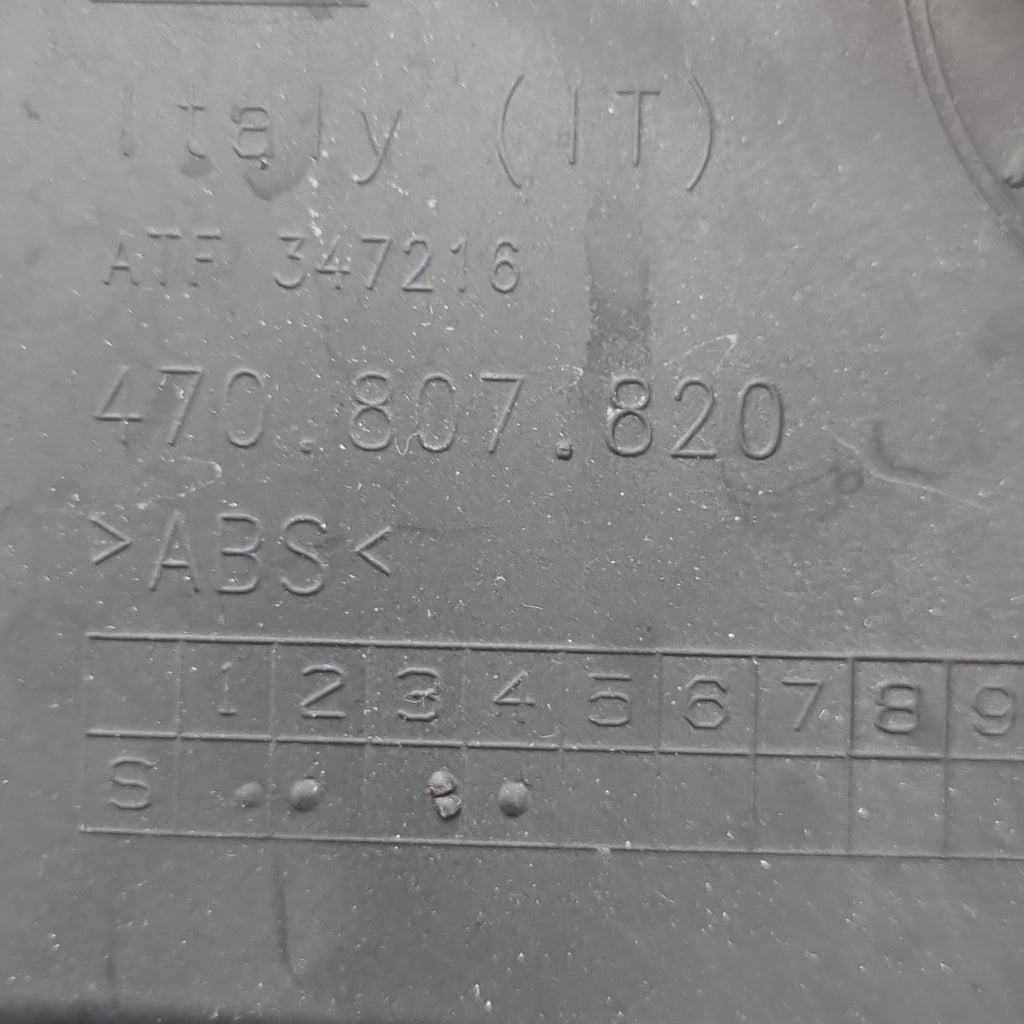 Italy (IT)
ATF 347216
470.807.820
>ABS<
1 2 3 4 5 6 7 8 9
S